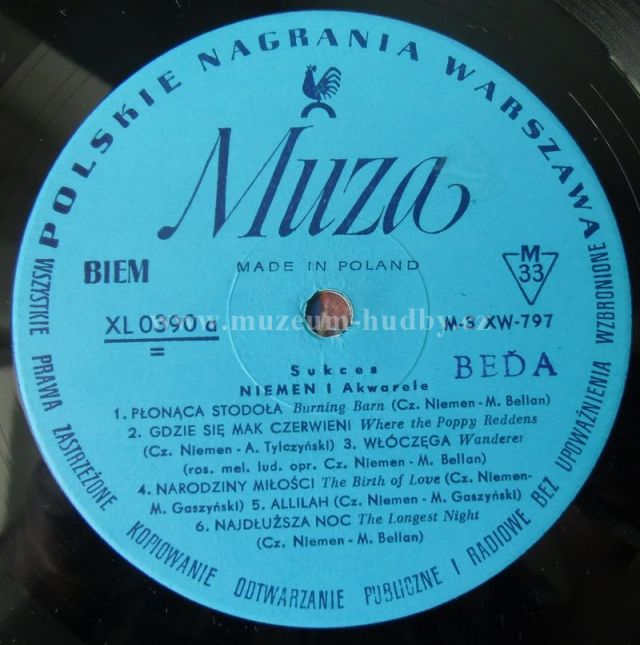 POLSKIE NAGRANIA WARSZAWA
Muza
MADE IN POLAND
BIEM
M
33
XL 0390 a
=
M-8/XW-797
www.muzeum-hudby.cz
BEĎA
Sukces
NIEMEN I Akwarele
1. PŁONĄCA STODOŁA Burning Barn (Cz. Niemen - M. Bellan)
2. GDZIE SIĘ MAK CZERWIENI Where the Poppy Reddens
(Cz. Niemen - A. Tylczyński) 3. WŁÓCZĘGA Wanderer
(ros. mel. lud. opr. Cz. Niemen - M. Bellan)
4. NARODZINY MIŁOŚCI The Birth of Love (Cz. Niemen-
M. Gaszyński) 5. ALLILAH (Cz. Niemen - M. Gaszyński)
6. NAJDŁUŻSZA NOC The Longest Night
(Cz. Niemen - M. Bellan)
WSZYSTKIE PRAWA ZASTRZEŻONE KOPIOWANIE ODTWARZANIE PUBLICZNE I RADIOWE BEZ UPOWAŻNIENIA WZBRONIONE